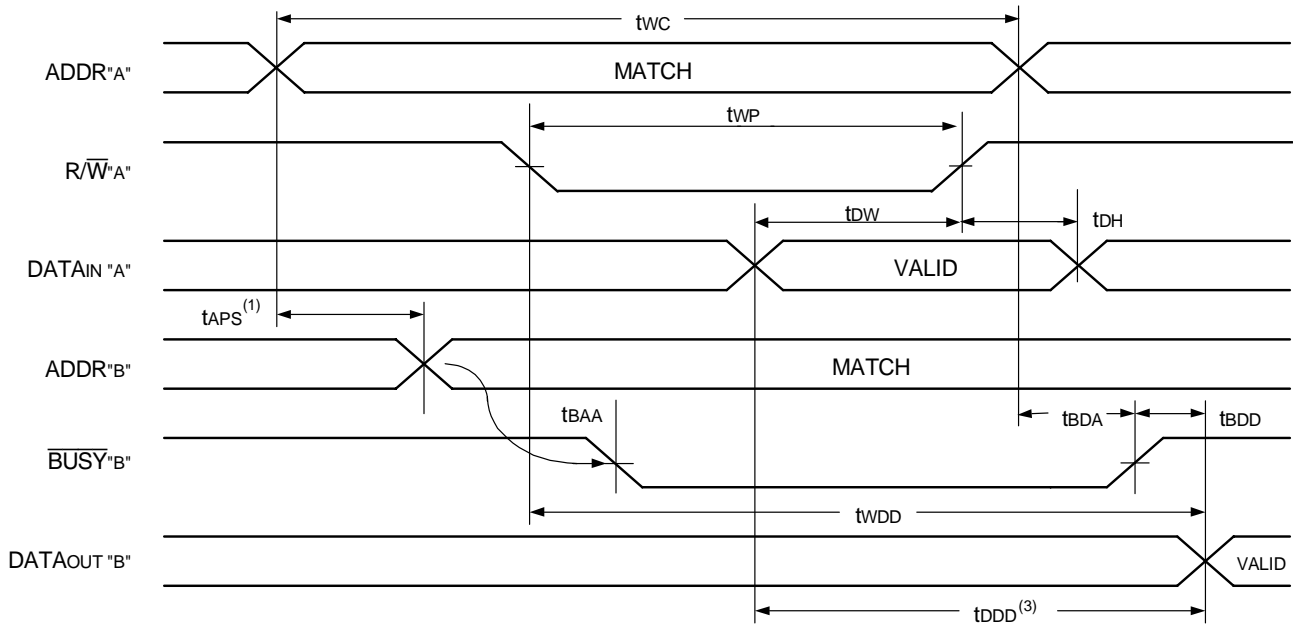 tWC
ADDR"A"
MATCH
tWP
R/W̅"A"
tDW
tDH
DATAIN "A"
VALID
tAPS(1)
ADDR"B"
MATCH
tBAA
tBDA
tBDD
B̅U̅S̅Y̅"B"
tWDD
DATAOUT "B"
VALID
tDDD(3)